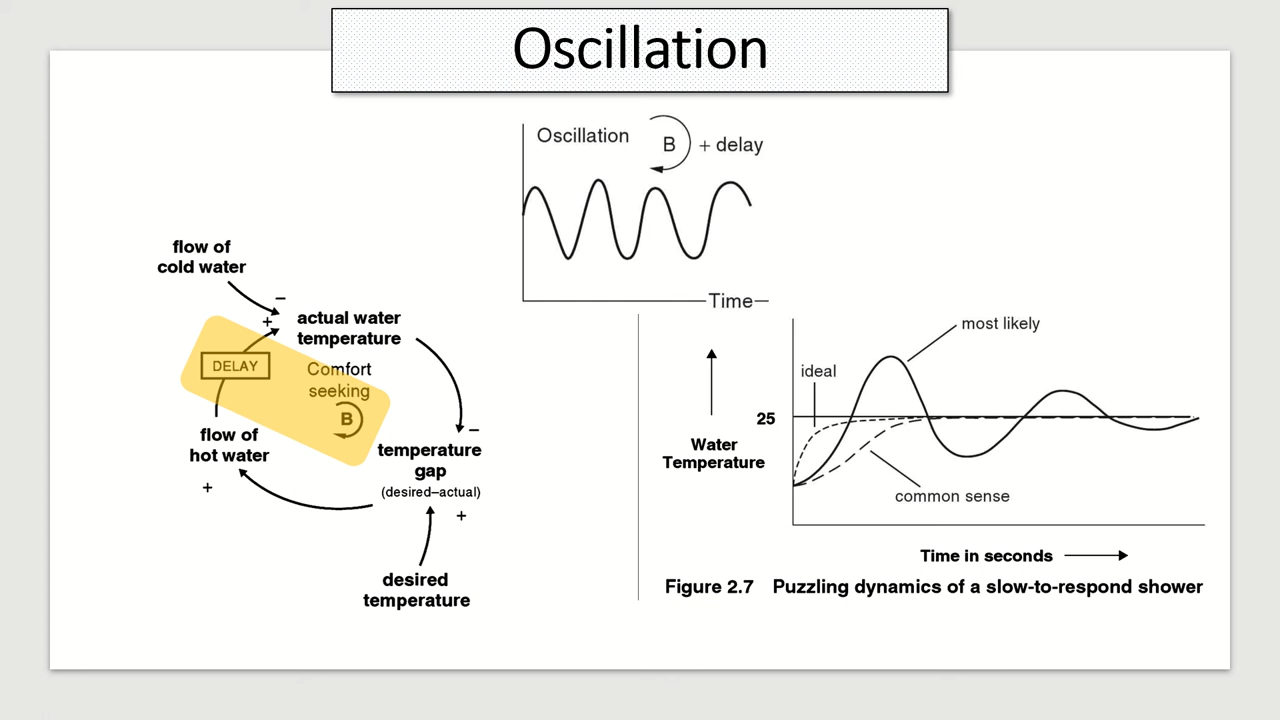 Oscillation
Oscillation
B
+ delay
Time
flow of
cold water
−
+
actual water
temperature
DELAY
Comfort
seeking
B
flow of
hot water
+
−
temperature
gap
(desired–actual)
+
desired
temperature
most likely
ideal
25
Water
Temperature
common sense
Time in seconds
Figure 2.7 Puzzling dynamics of a slow-to-respond shower